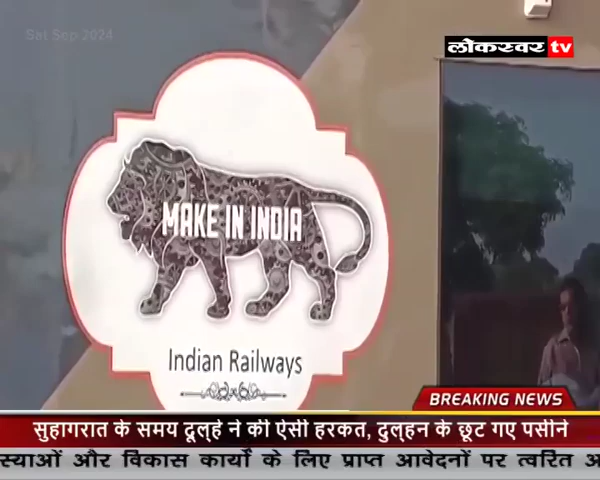 Sat Sep 2024
लोकस्वर tv
MAKE IN INDIA
Indian Railways
BREAKING NEWS
सुहागरात के समय दूल्हे ने की ऐसी हरकत, दुल्हन के छूट गए पसीने
स्याओं और विकास कार्यो के लिए प्राप्त आवेदनों पर त्वरित अ